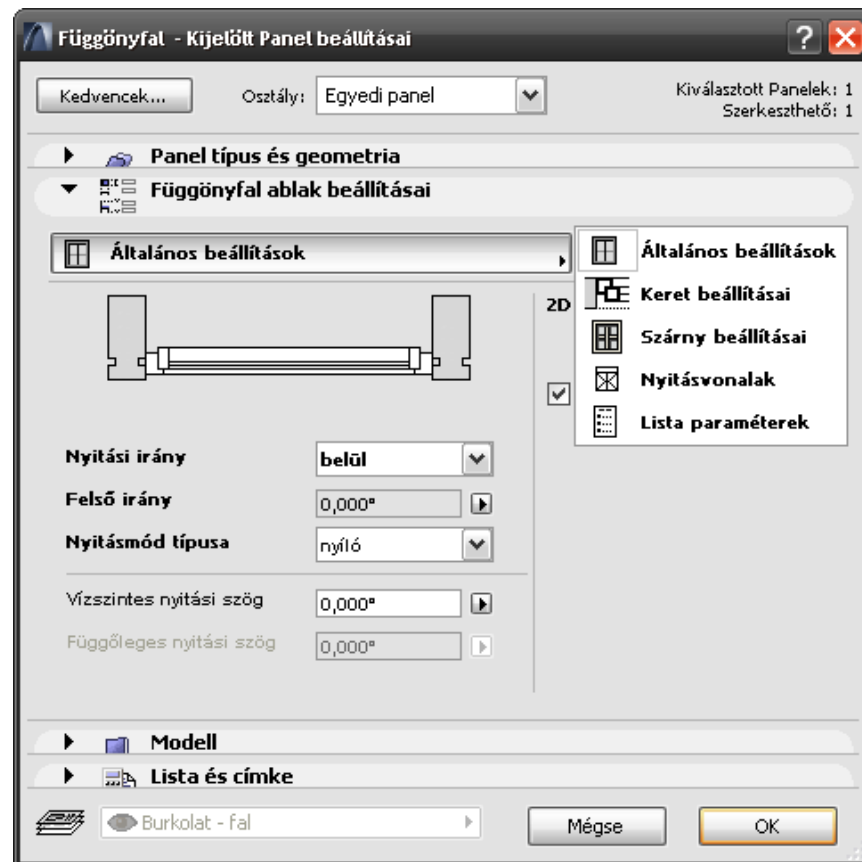 Függönyfal - Kijelölt Panel beállításai
Kedvencek...
Osztály:
Egyedi panel
Kiválasztott Panelek: 1
Szerkeszthető: 1
Panel típus és geometria
Függönyfal ablak beállításai
Általános beállítások
2D
Általános beállítások
Keret beállításai
Szárny beállításai
Nyitásvonalak
Lista paraméterek
Nyitási irány
belül
Felső irány
0,000°
Nyitásmód típusa
nyíló
Vízszintes nyitási szög
0,000°
Függőleges nyitási szög
0,000°
Modell
Lista és címke
Burkolat - fal
Mégse
OK